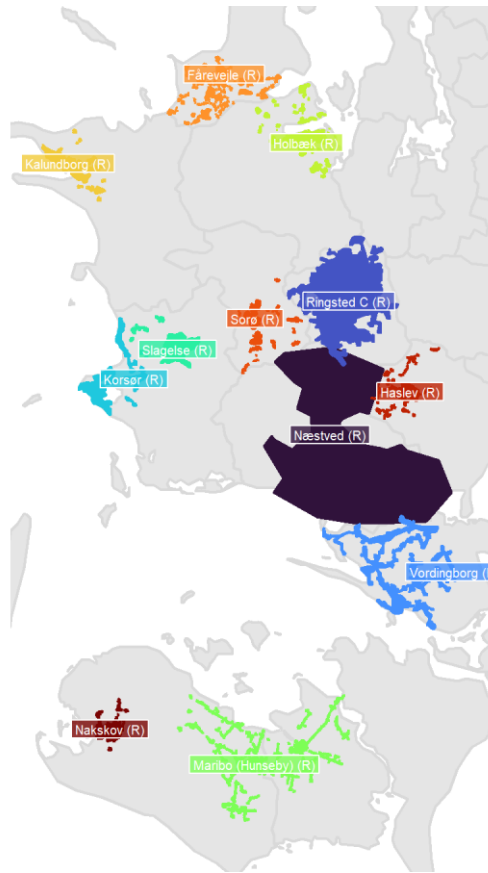 Fårevejle (R)
Holbæk (R)
Kalundborg (R)
Ringsted C (R)
Sorø (R)
Slagelse (R)
Korsør (R)
Haslev (R)
Næstved (R)
Vordingborg (
Nakskov (R)
Maribo (Hunseby) (R)